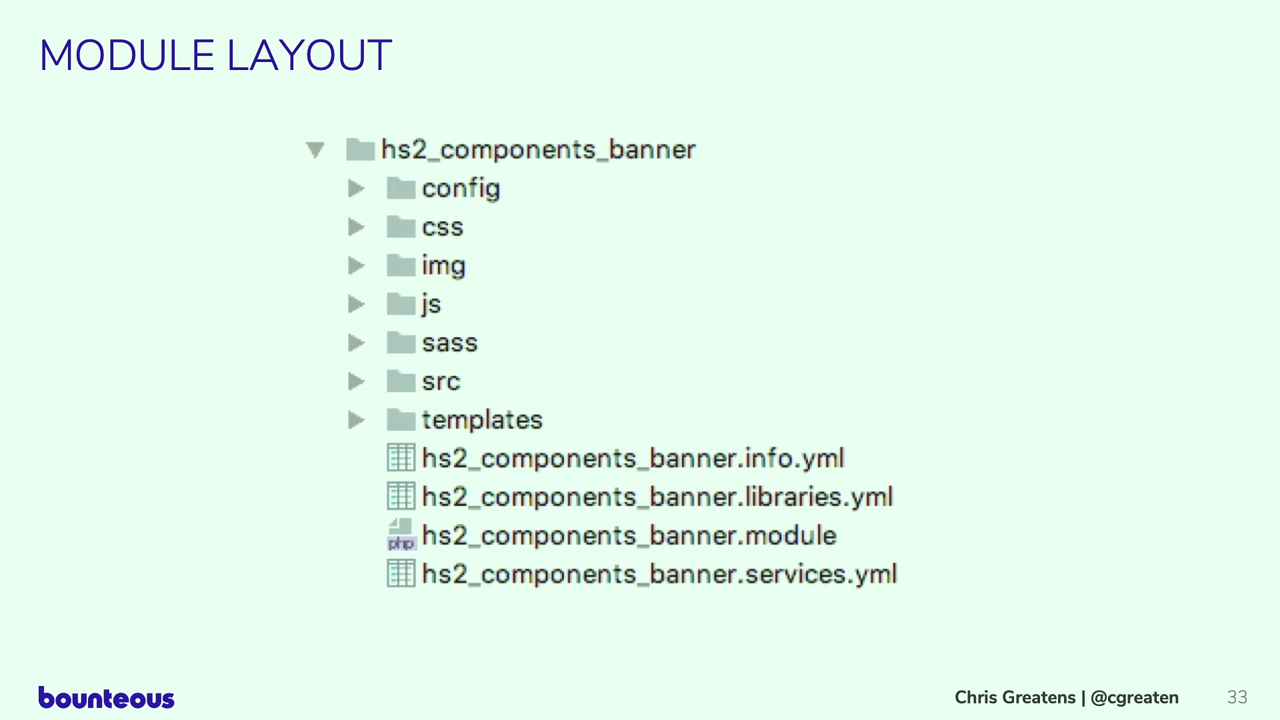 MODULE LAYOUT
hs2_components_banner
config
css
img
js
sass
src
templates
hs2_components_banner.info.yml
hs2_components_banner.libraries.yml
php hs2_components_banner.module
hs2_components_banner.services.yml
bounteous
Chris Greatens | @cgreaten 33